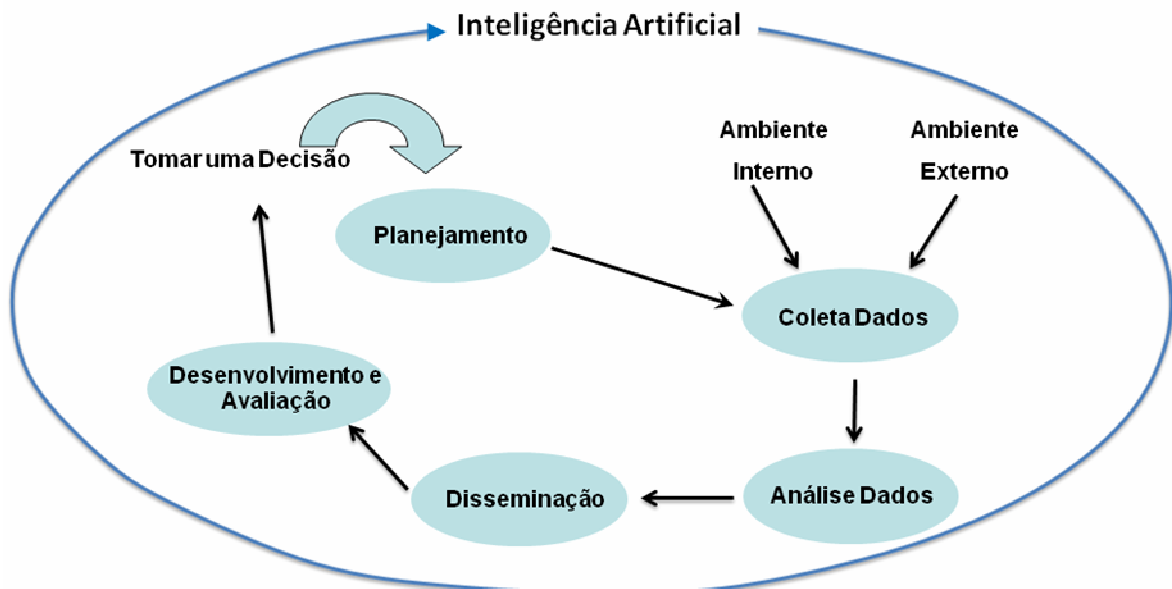 Inteligência Artificial
Tomar uma Decisão
Ambiente
Interno
Ambiente
Externo
Planejamento
Coleta Dados
Desenvolvimento e
Avaliação
Disseminação
Análise Dados